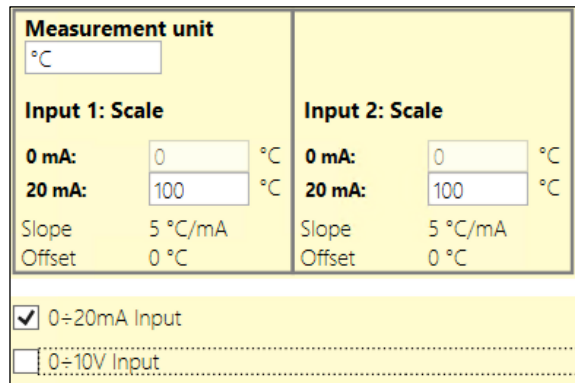 Measurement unit
°C
Input 1: Scale Input 2: Scale
0 mA: 0 °C 0 mA: 0 °C
20 mA: 100 °C 20 mA: 100 °C
Slope 5 °C/mA Slope 5 °C/mA
Offset 0 °C Offset 0 °C
0÷20mA Input
0÷10V Input